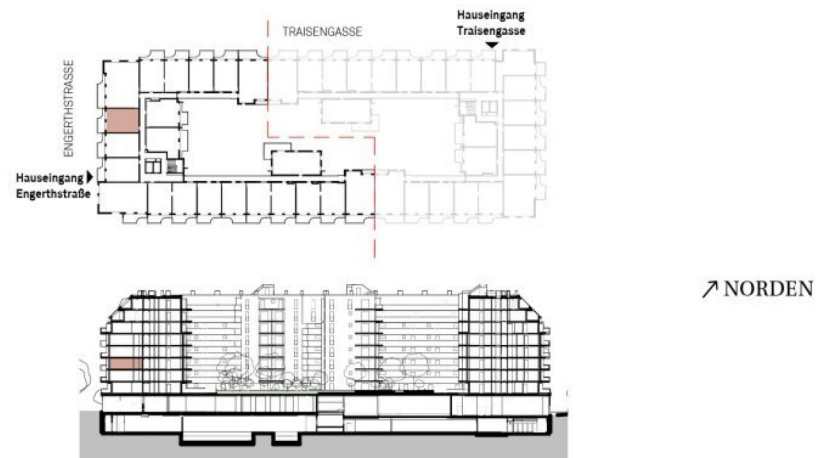 Hauseingang
Traisengasse
TRAISENGASSE
ENGERTHSTRASSE
Hauseingang
Engerthstraße
↗ NORDEN